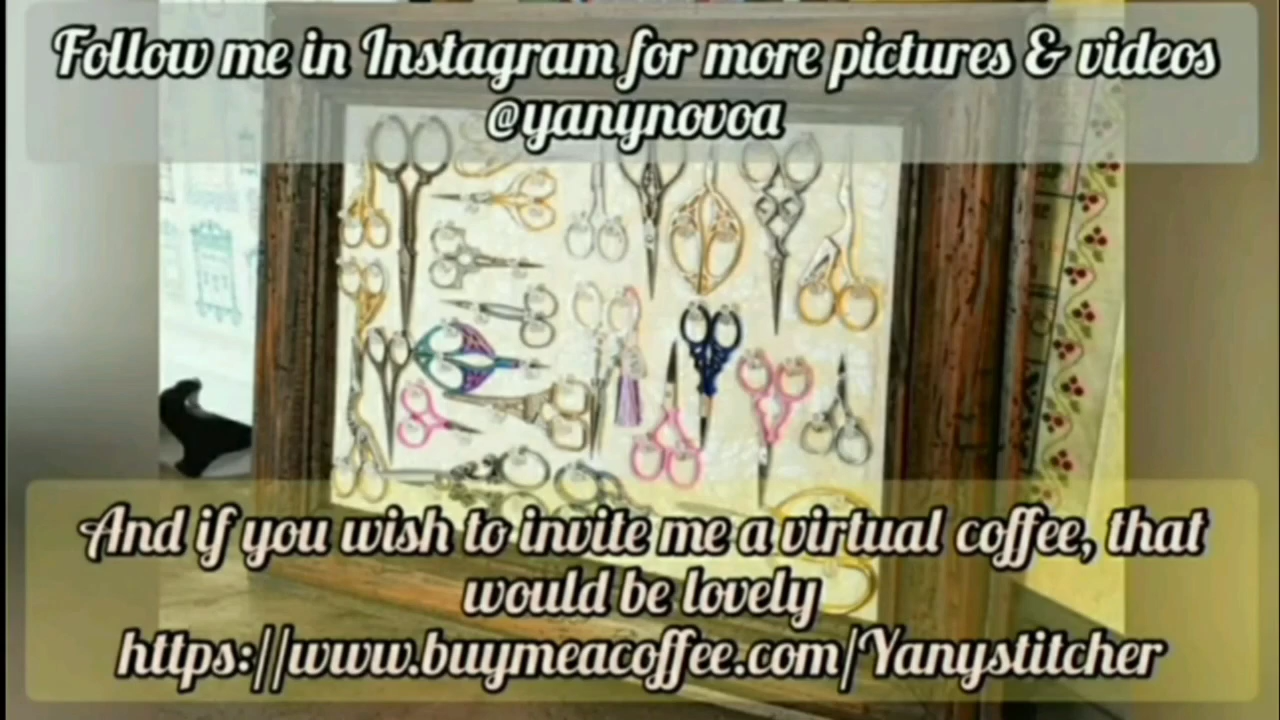 Follow me in Instagram for more pictures & videos
@yanynovoa
And if you wish to invite me a virtual coffee, that
would be lovely
https://www.buymeacoffee.com/Yanystitcher